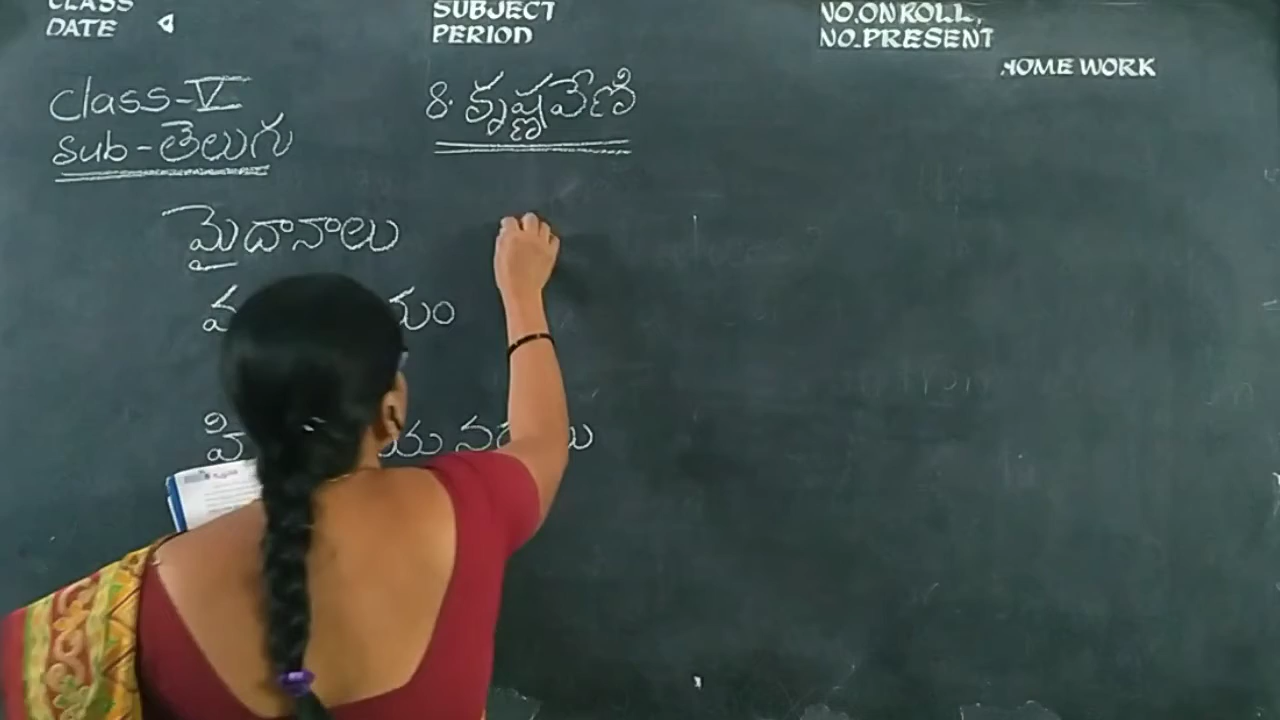 CLASS
DATE
SUBJECT
PERIOD
NO.ON ROLL,
NO.PRESENT
HOME WORK
Class-V
Sub-తెలుగు
8. కృష్ణవేణి
మైదానాలు